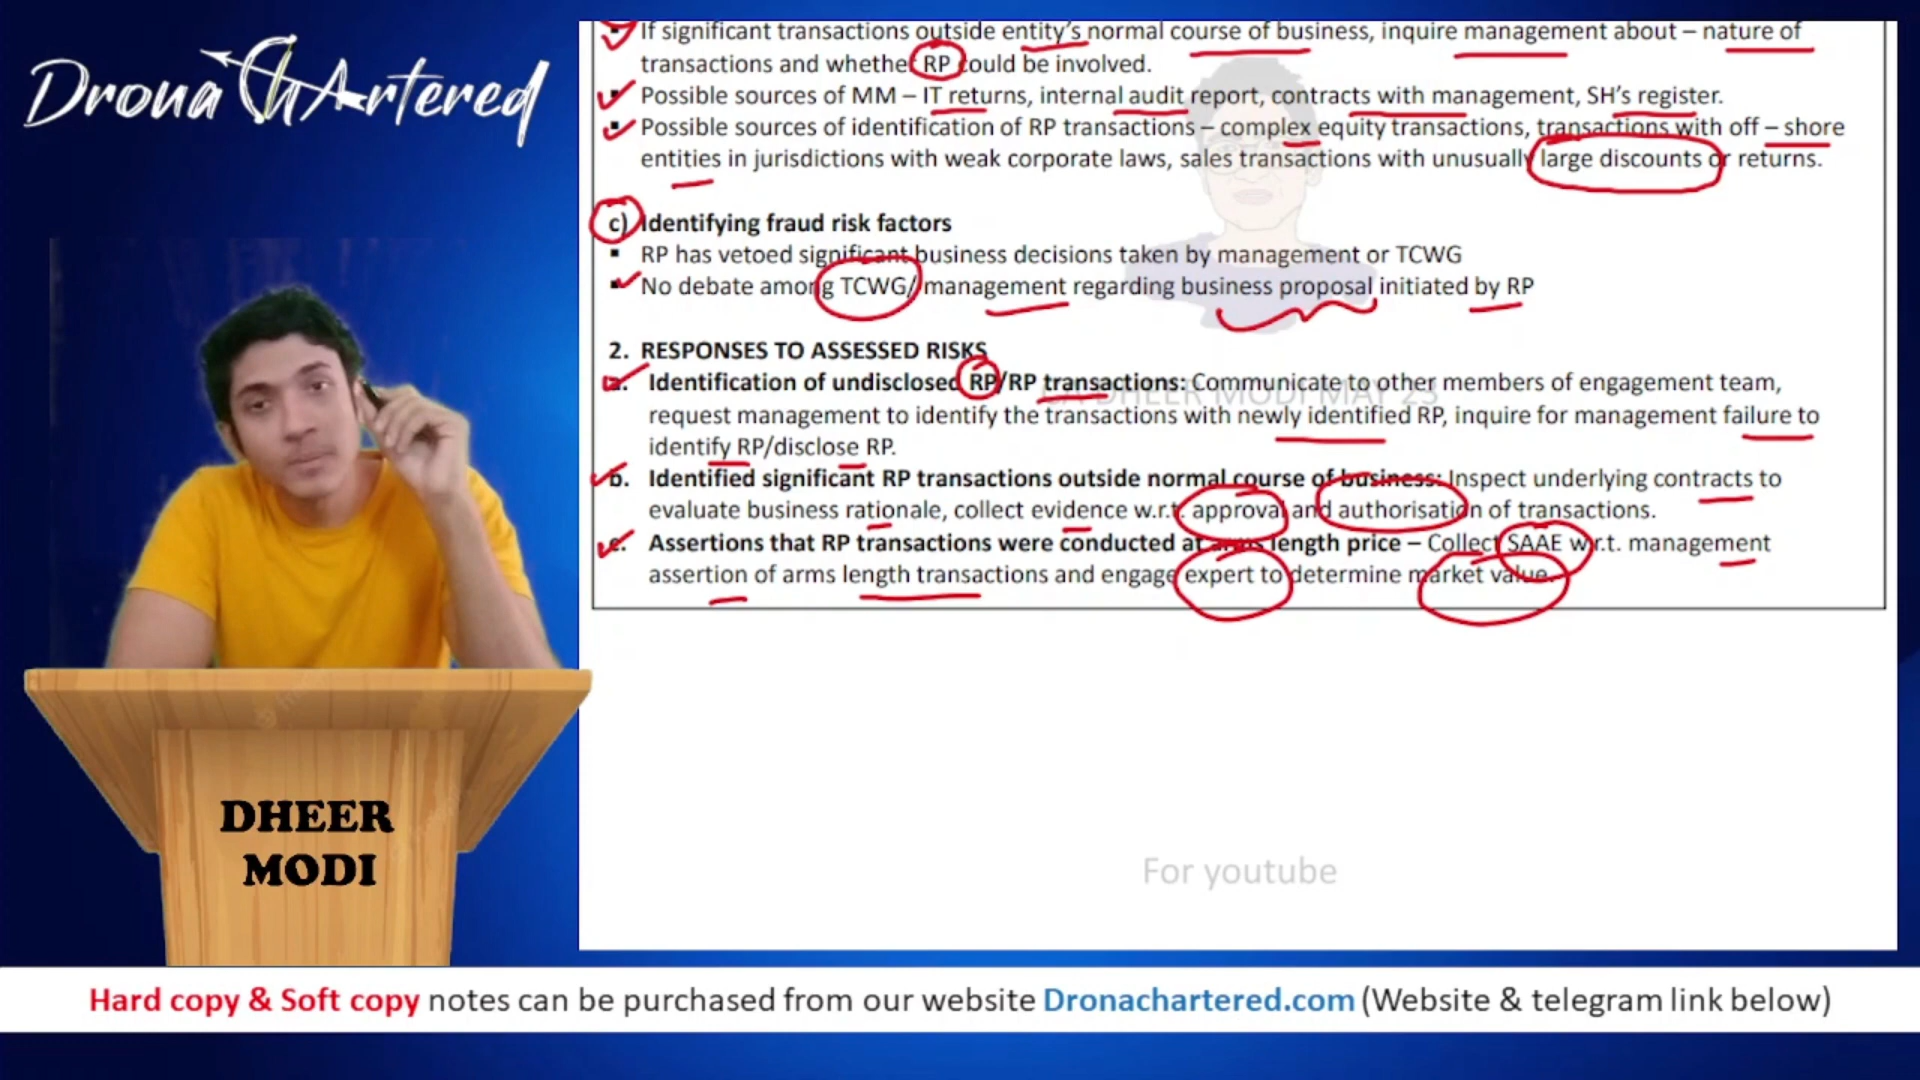 Drona ChArtered
If significant transactions outside entity's normal course of business, inquire management about – nature of
transactions and whether RP could be involved.
Possible sources of MM – IT returns, internal audit report, contracts with management, SH's register.
Possible sources of identification of RP transactions – complex equity transactions, transactions with off – shore
entities in jurisdictions with weak corporate laws, sales transactions with unusually large discounts or returns.
c) Identifying fraud risk factors
RP has vetoed significant business decisions taken by management or TCWG
No debate among TCWG/ management regarding business proposal initiated by RP
2. RESPONSES TO ASSESSED RISKS
a. Identification of undisclosed RP/RP transactions: Communicate to other members of engagement team,
request management to identify the transactions with newly identified RP, inquire for management failure to
identify RP/disclose RP.
b. Identified significant RP transactions outside normal course of business: Inspect underlying contracts to
evaluate business rationale, collect evidence w.r.t. approval and authorisation of transactions.
c. Assertions that RP transactions were conducted at arms length price – Collect SAAE w.r.t. management
assertion of arms length transactions and engage expert to determine market value.
DHEER MODI MAY 23
DHEER
MODI
For youtube
Hard copy & Soft copy notes can be purchased from our website Dronachartered.com (Website & telegram link below)